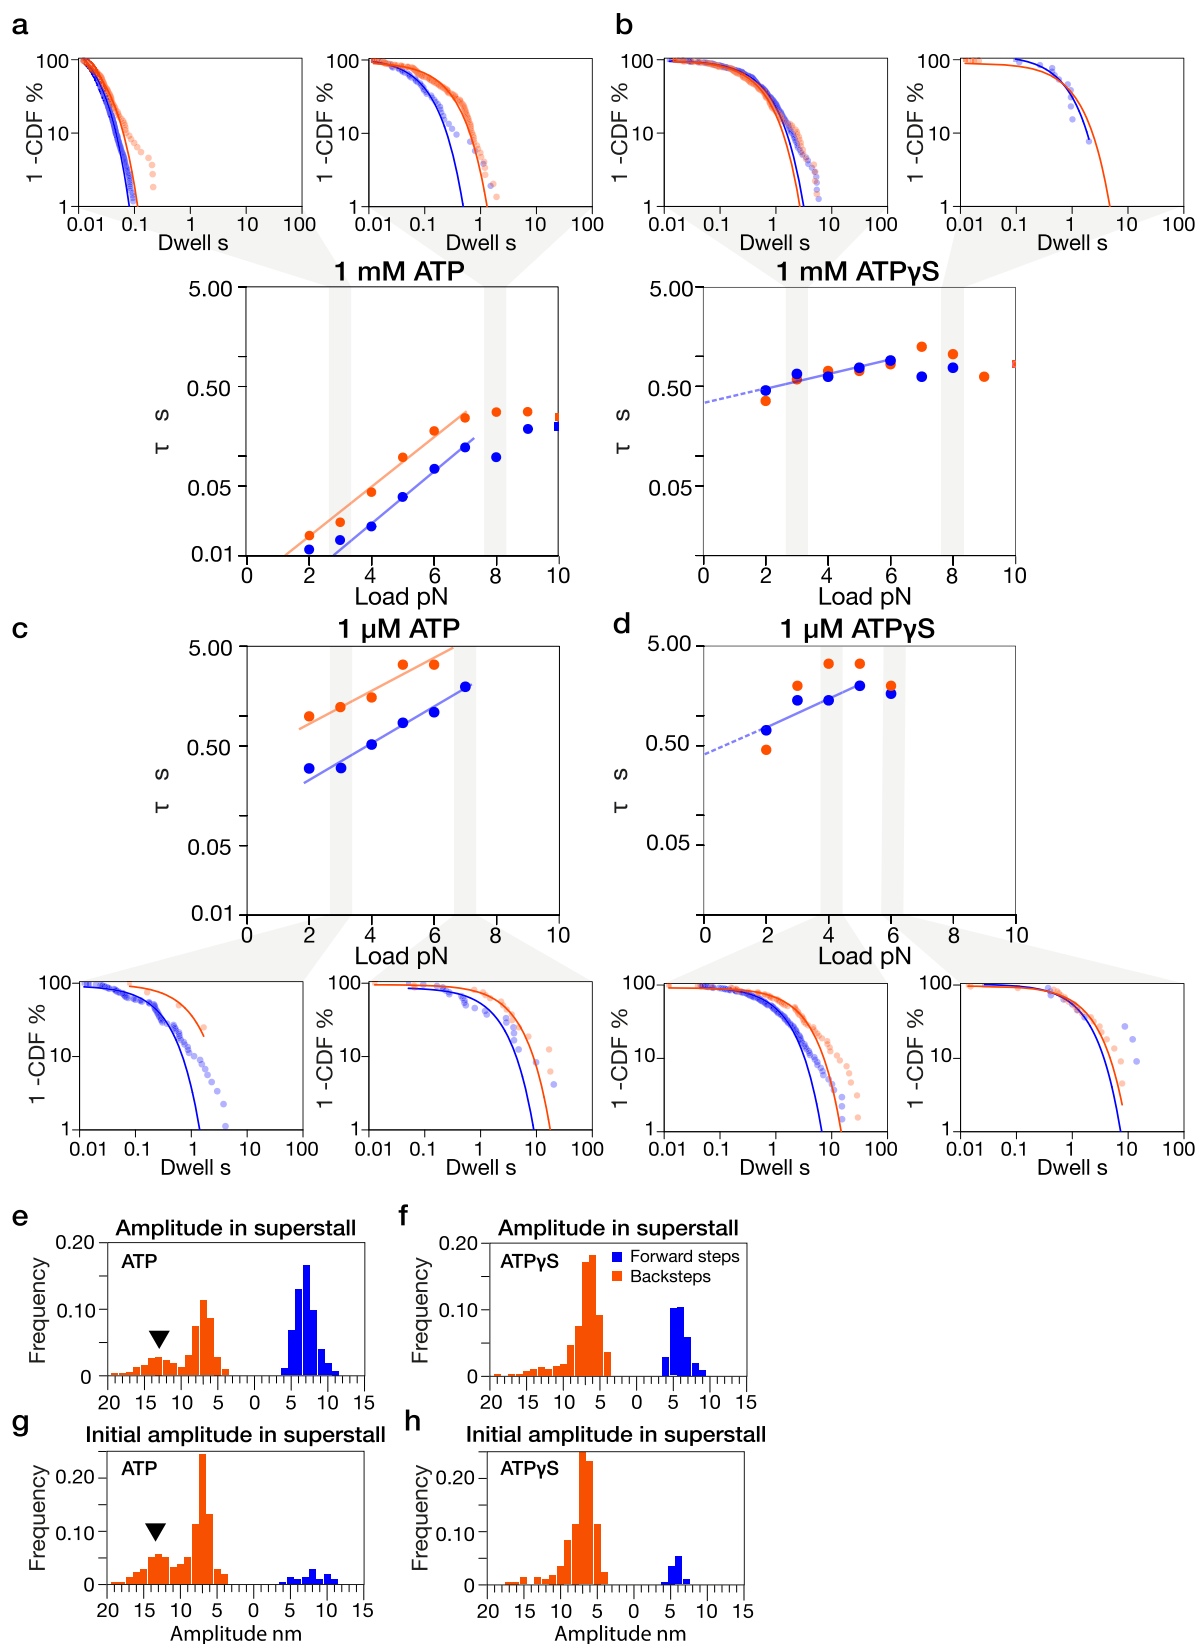 a
b
100
10
1
1 -CDF %
0.01 0.1 1 10 100
Dwell s
100
10
1
1 -CDF %
0.01 0.1 1 10 100
Dwell s
100
10
1
1 -CDF %
0.01 0.1 1 10 100
Dwell s
100
10
1
1 -CDF %
0.01 0.1 1 10 100
Dwell s
1 mM ATP
5.00
0.50
0.05
0.01
τ s
0 2 4 6 8 10
Load pN
1 mM ATPγS
5.00
0.50
0.05
τ s
0 2 4 6 8 10
Load pN
c
1 μM ATP
5.00
0.50
0.05
0.01
τ s
0 2 4 6 8 10
Load pN
d
1 μM ATPγS
5.00
0.50
0.05
τ s
0 2 4 6 8 10
Load pN
100
10
1
1 -CDF %
0.01 0.1 1 10 100
Dwell s
100
10
1
1 -CDF %
0.01 0.1 1 10 100
Dwell s
100
10
1
1 -CDF %
0.01 0.1 1 10 100
Dwell s
100
10
1
1 -CDF %
0.01 0.1 1 10 100
Dwell s
e
Amplitude in superstall
ATP
0.20
0.10
0
Frequency
20 15 10 5 0 5 10 15
f
Amplitude in superstall
ATPγS
Forward steps
Backsteps
0.20
0.10
0
Frequency
20 15 10 5 0 5 10 15
g
Initial amplitude in superstall
ATP
0.20
0.10
0
Frequency
20 15 10 5 0 5 10 15
Amplitude nm
h
Initial amplitude in superstall
ATPγS
0.20
0.10
0
Frequency
20 15 10 5 0 5 10 15
Amplitude nm